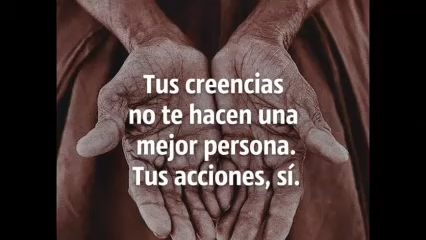 Tus creencias
no te hacen una
mejor persona.
Tus acciones, sí.